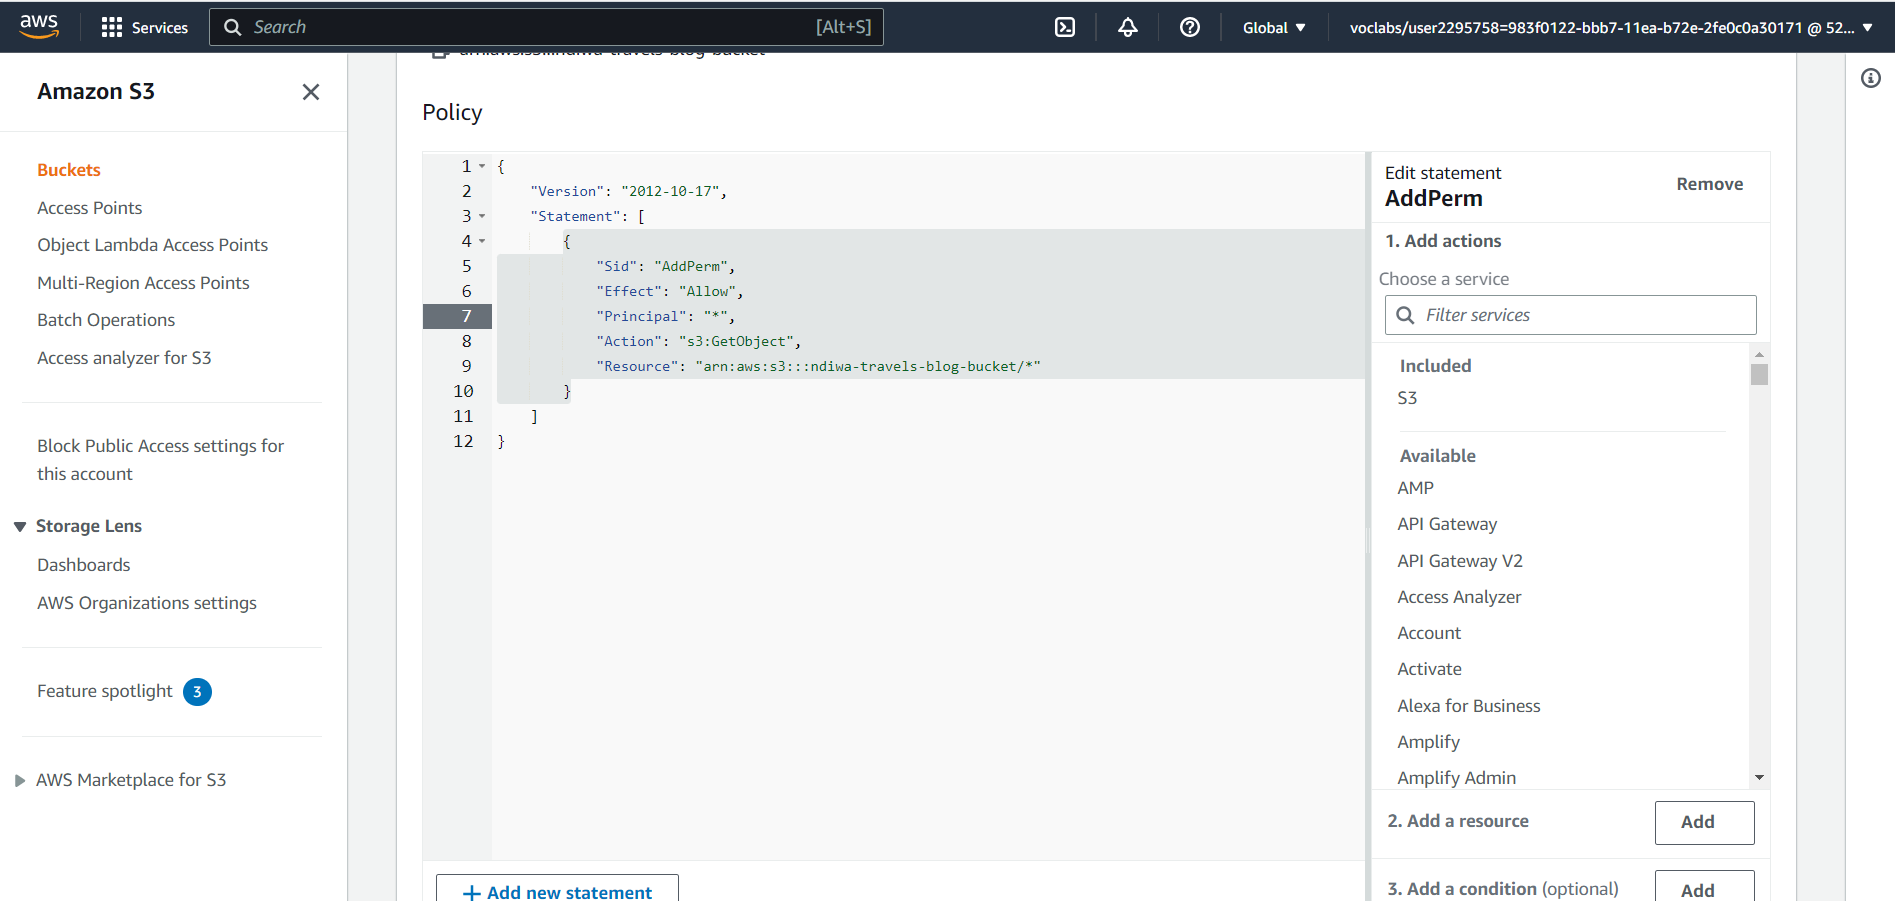 aws
Services
Search
[Alt+S]
Global
voclabs/user2295758=983f0122-bbb7-11ea-b72e-2fe0c0a30171 @ 52...
Amazon S3
Buckets
Access Points
Object Lambda Access Points
Multi-Region Access Points
Batch Operations
Access analyzer for S3
Block Public Access settings for
this account
Storage Lens
Dashboards
AWS Organizations settings
Feature spotlight 3
AWS Marketplace for S3
Policy
1 {
2 "Version": "2012-10-17",
3 "Statement": [
4 {
5 "Sid": "AddPerm",
6 "Effect": "Allow",
7 "Principal": "*",
8 "Action": "s3:GetObject",
9 "Resource": "arn:aws:s3:::ndiwa-travels-blog-bucket/*"
10 }
11 ]
12 }
+ Add new statement
Edit statement
AddPerm
Remove
1. Add actions
Choose a service
Filter services
Included
S3
Available
AMP
API Gateway
API Gateway V2
Access Analyzer
Account
Activate
Alexa for Business
Amplify
Amplify Admin
2. Add a resource
Add
3. Add a condition (optional)
Add